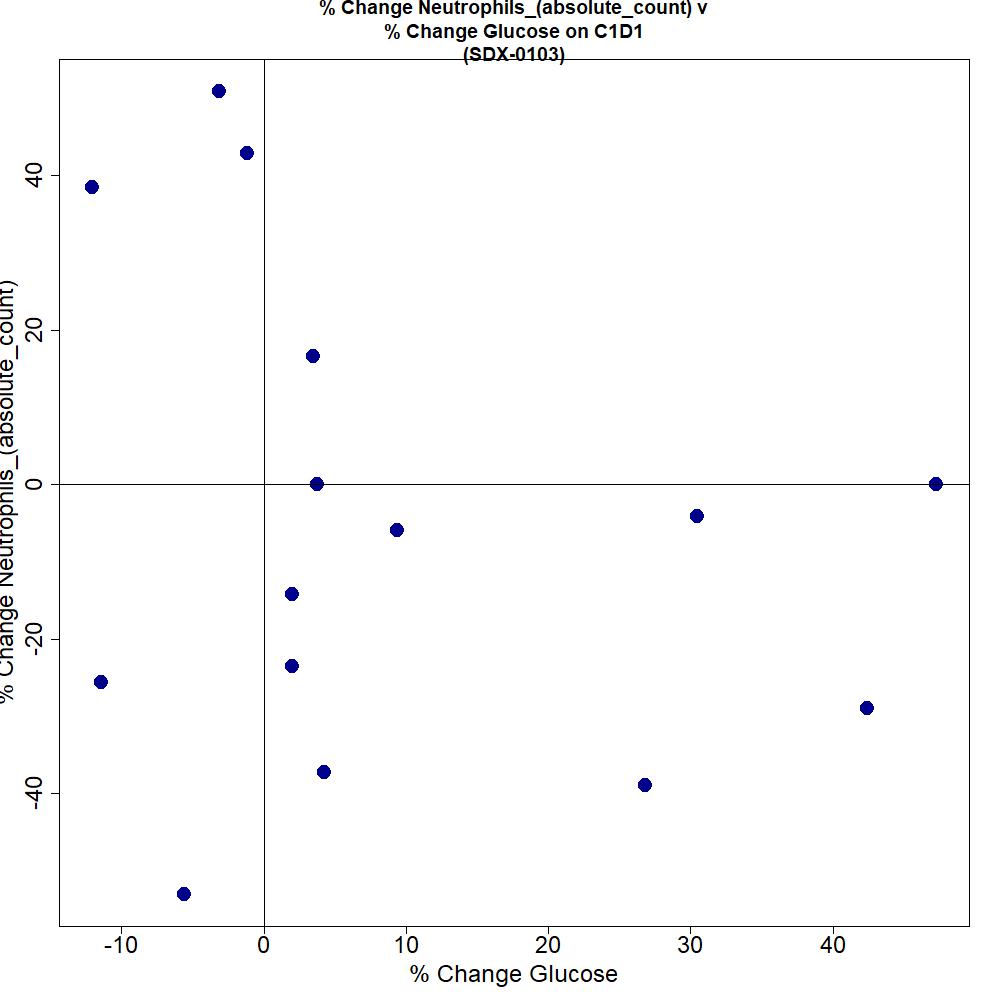 % Change Neutrophils_(absolute_count) v
% Change Glucose on C1D1
(SDX-0103)
% Change Neutrophils_(absolute_count)
40
20
0
-20
-40
-10
0
10
20
30
40
% Change Glucose